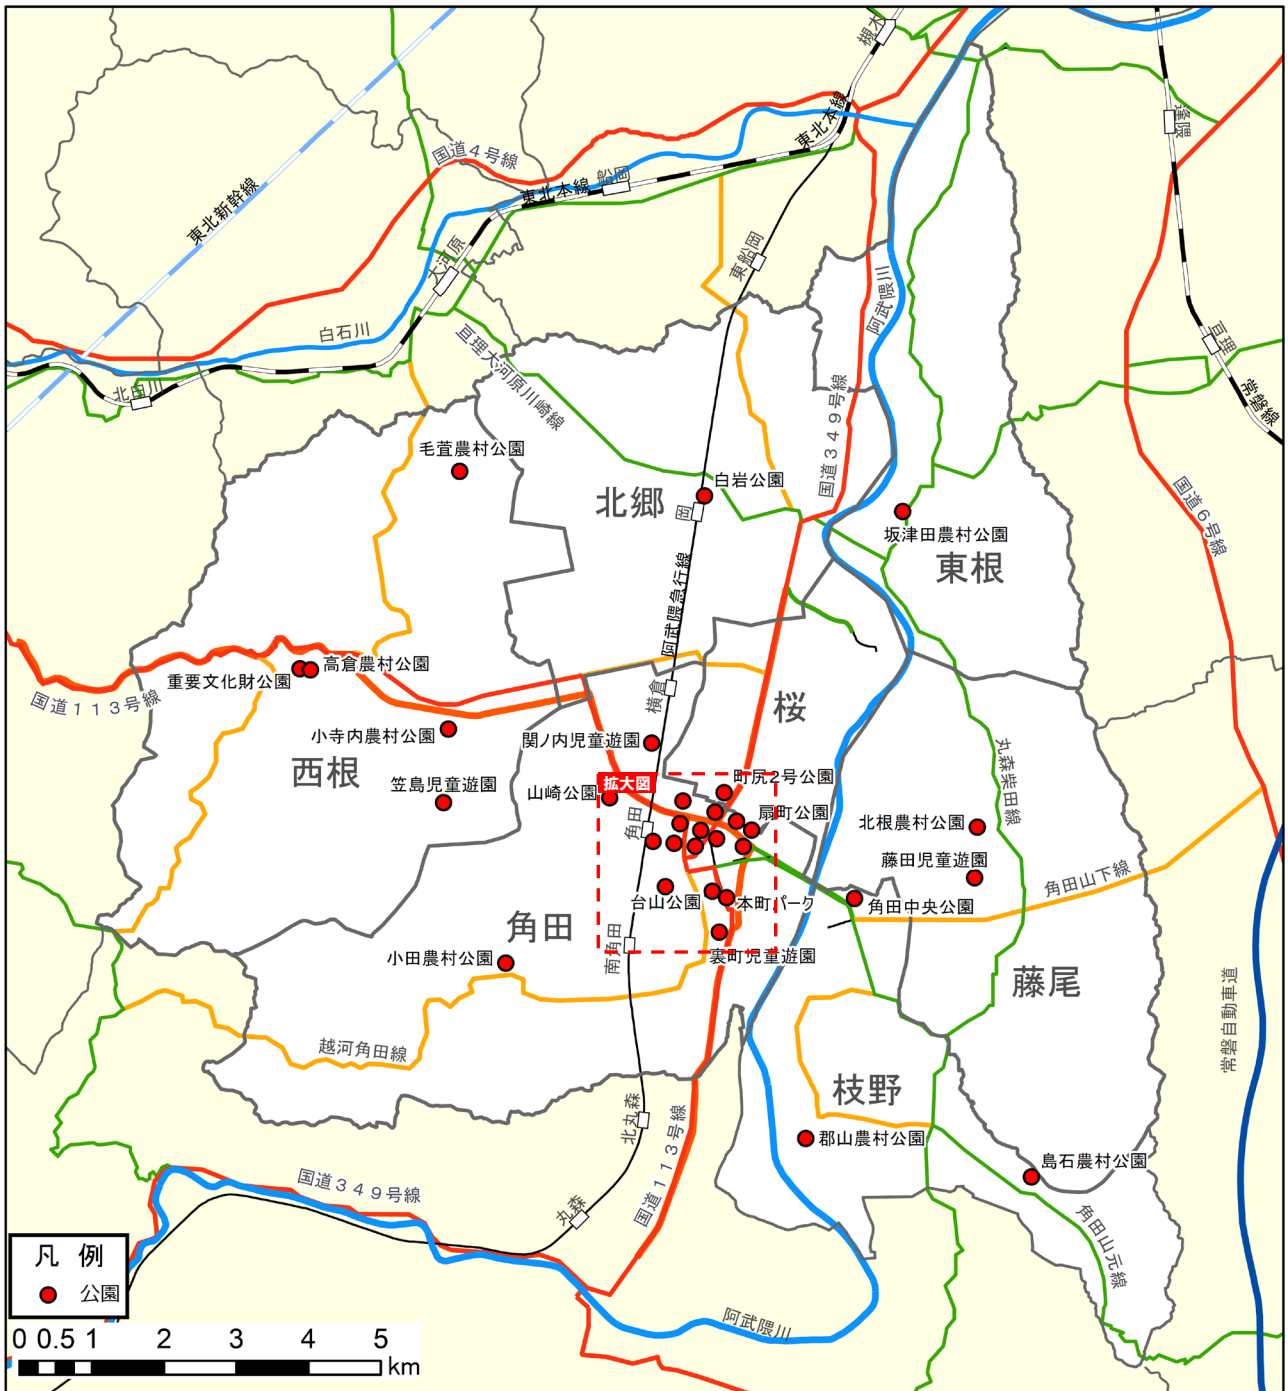 槻木
逢隈
東北本線
国道４号線
船岡
東北本線
東北新幹線
大河原
東船岡
阿武隈川
白石川
亘理
亘理大河原川崎線
北白川
国道３４９号線
常磐線
毛萱農村公園
白岩公園
北郷
岡
国道６号線
坂津田農村公園
東根
阿武隈急行線
高倉農村公園
重要文化財公園
国道１１３号線
横倉
桜
小寺内農村公園
関ノ内児童遊園
丸森柴田線
西根
町尻２号公園
拡大図
笠島児童遊園
山崎公園
扇町公園
角田
北根農村公園
藤田児童遊園
角田山下線
台山公園
本町パーク
角田中央公園
角田
南角田
小田農村公園
裏町児童遊園
藤尾
常磐自動車道
越河角田線
枝野
北丸森
国道１１３号線
郡山農村公園
島石農村公園
国道３４９号線
丸森
角田山元線
凡 例
公園
阿武隈川
0 0.5 1 2 3 4 5
km